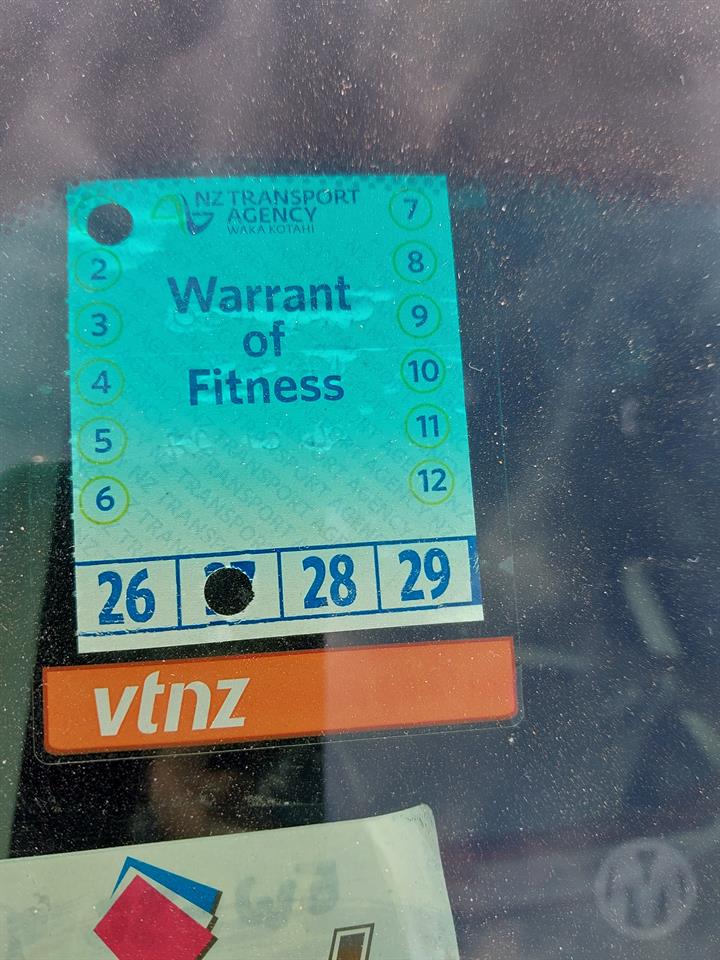 NZ TRANSPORT
AGENCY
WAKA KOTAHI
Warrant
of
Fitness
2
3
4
5
6
7
8
9
10
11
12
26
28
29
vtnz